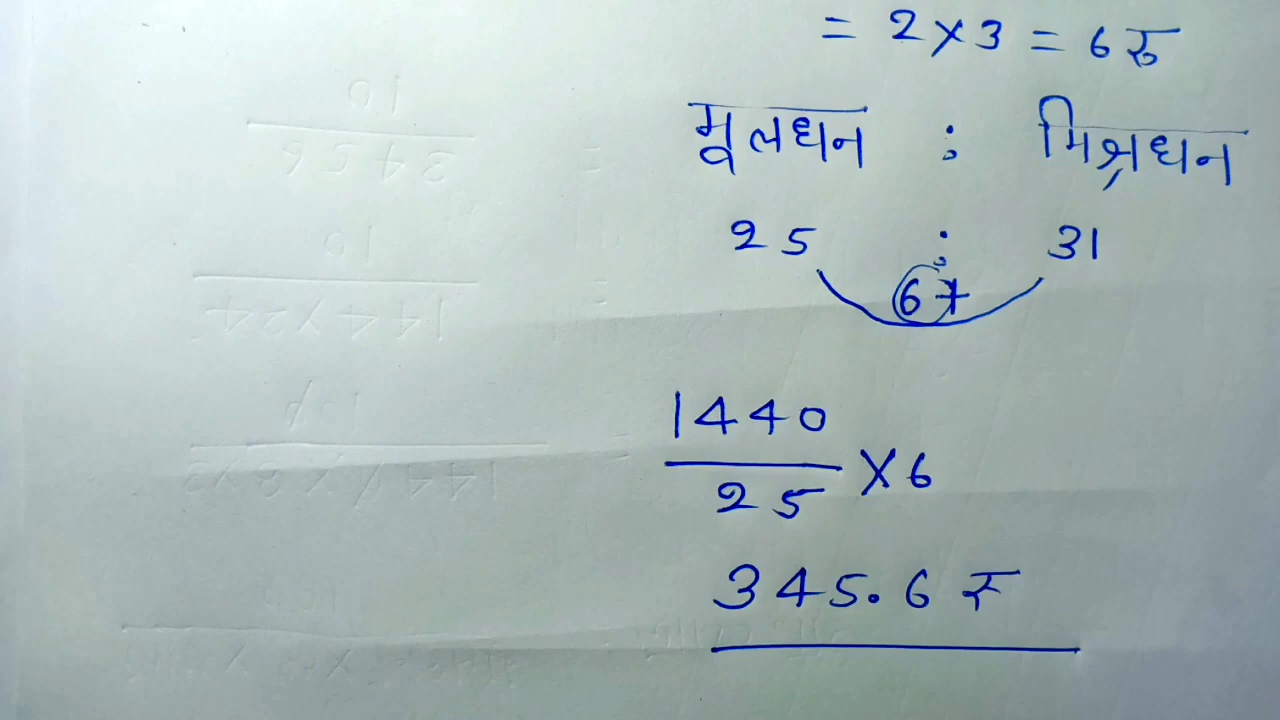 = 2 × 3 = 6 रु
मूलधन : मिश्रधन
25 : 31
6+
1440
25 × 6
345.6 रु